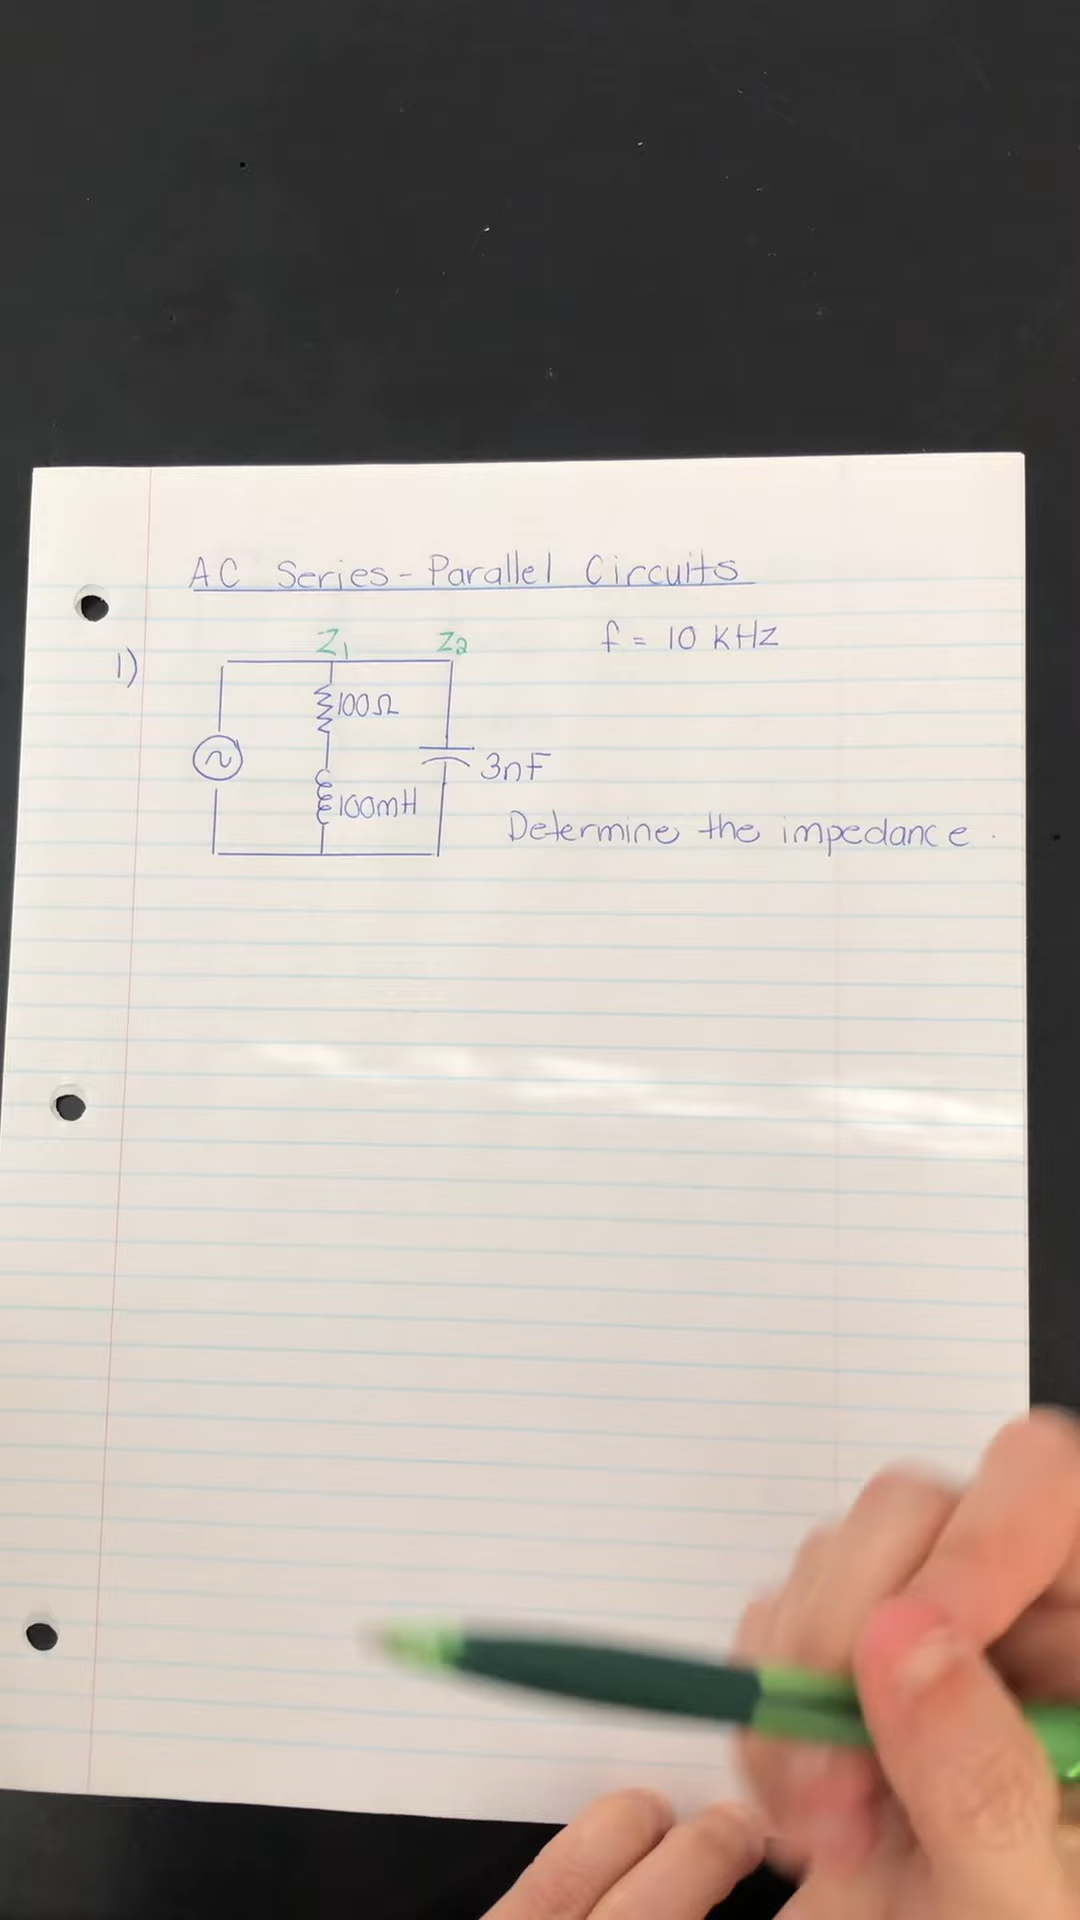 AC Series-Parallel Circuits
Z1 Z2 f = 10 KHz
1)
100Ω
3nF
100mH
Determine the impedance.